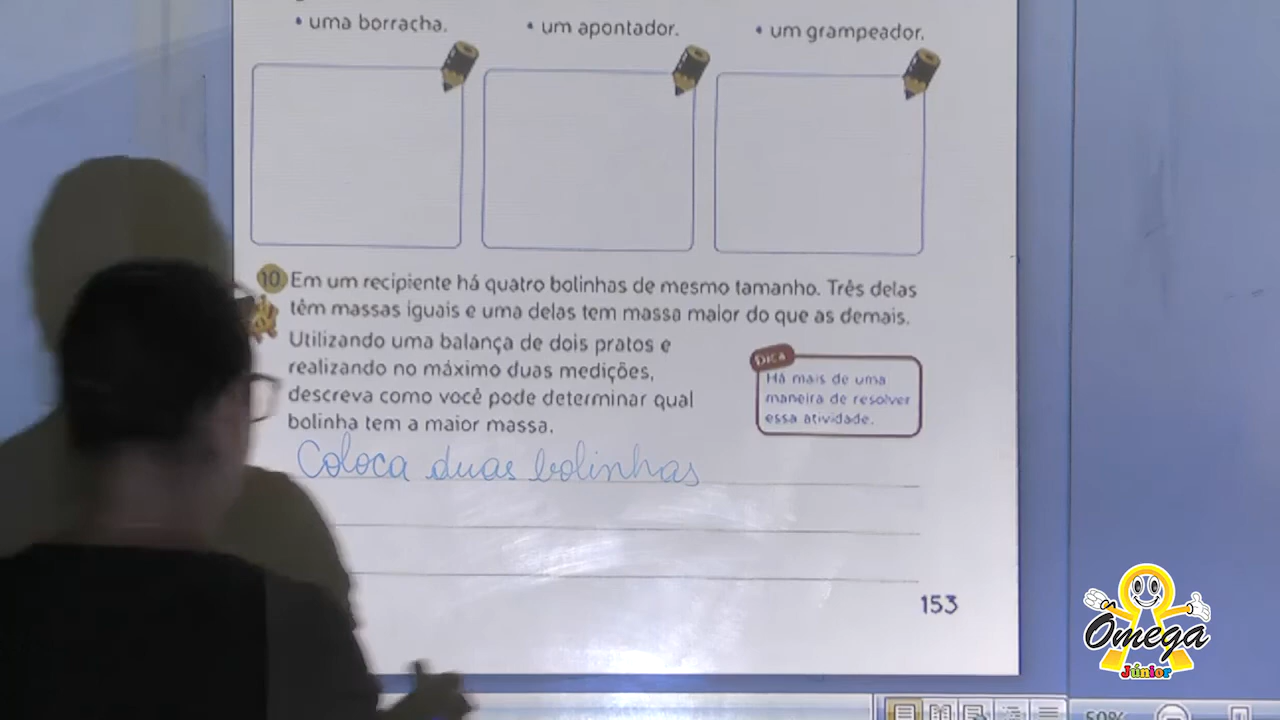 • uma borracha. • um apontador. • um grampeador.
10 Em um recipiente há quatro bolinhas de mesmo tamanho. Três delas
têm massas iguais e uma delas tem massa maior do que as demais.
Utilizando uma balança de dois pratos e
realizando no máximo duas medições,
descreva como você pode determinar qual
bolinha tem a maior massa.
Dica
Há mais de uma
maneira de resolver
essa atividade.
Coloca duas bolinhas
153
Ômega
Júnior
50%